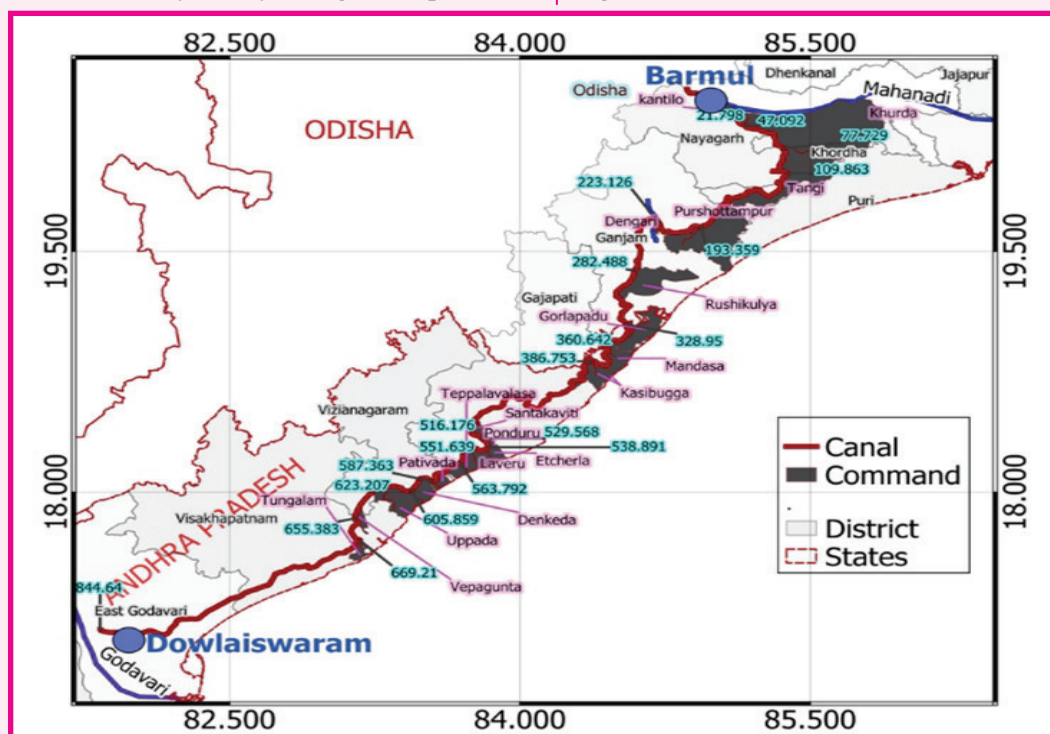 82.500 84.000 85.500
Barmul
Dhenkanal
Jajapur
Odisha
kantilo
Mahanadi
ODISHA
21.798
47.092
Khurda
Nayagarh
77.729
Khordha
109.863
223.126
Tangi
Puri
Purshottampur
Dengari
Ganjam
193.359
19.500
19.500
282.488
Gajapati
Rushikulya
Gorlapadu
360.642
328.95
386.753
Mandasa
Kasibugga
Teppalavalasa
Vizianagaram
Santakaviti
516.176
Ponduru
529.568
551.639
538.891
587.363
Pativada
Laveru
Etcherla
623.207
563.792
18.000
18.000
Tungalam
Visakhapatnam
605.859
Denkeda
655.383
Uppada
ANDHRA PRADESH
669.21
Vepagunta
844.64
East Godavari
Dowlaiswaram
Godavari
Canal
Command
District
States
82.500 84.000 85.500